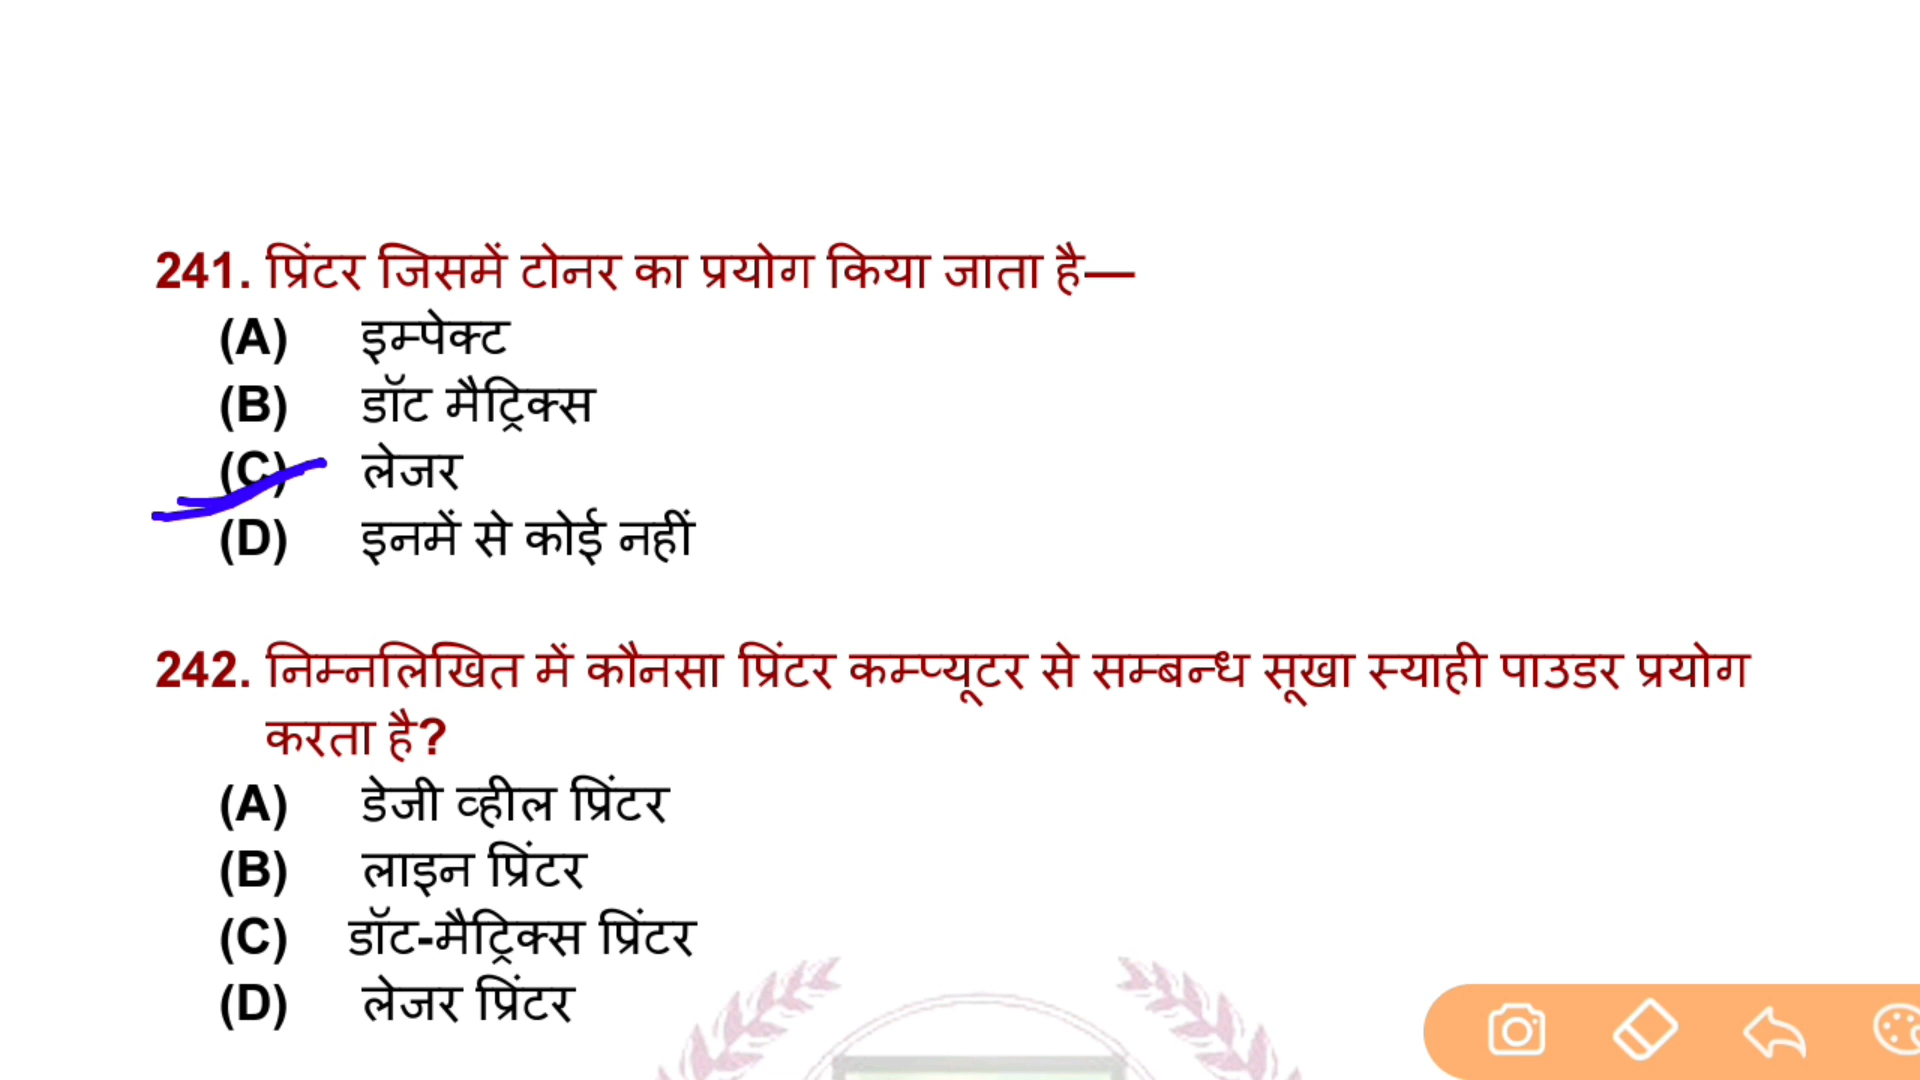 241. प्रिंटर जिसमें टोनर का प्रयोग किया जाता है—
(A) इम्पेक्ट
(B) डॉट मैट्रिक्स
(C) लेजर
(D) इनमें से कोई नहीं
242. निम्नलिखित में कौनसा प्रिंटर कम्प्यूटर से सम्बन्ध सूखा स्याही पाउडर प्रयोग
करता है?
(A) डेजी व्हील प्रिंटर
(B) लाइन प्रिंटर
(C) डॉट-मैट्रिक्स प्रिंटर
(D) लेजर प्रिंटर